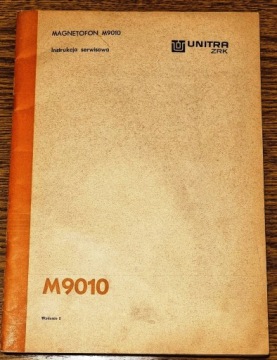 MAGNETOFON M9010
Instrukcja serwisowa
UNITRA
ZRK
M9010
Wydanie I